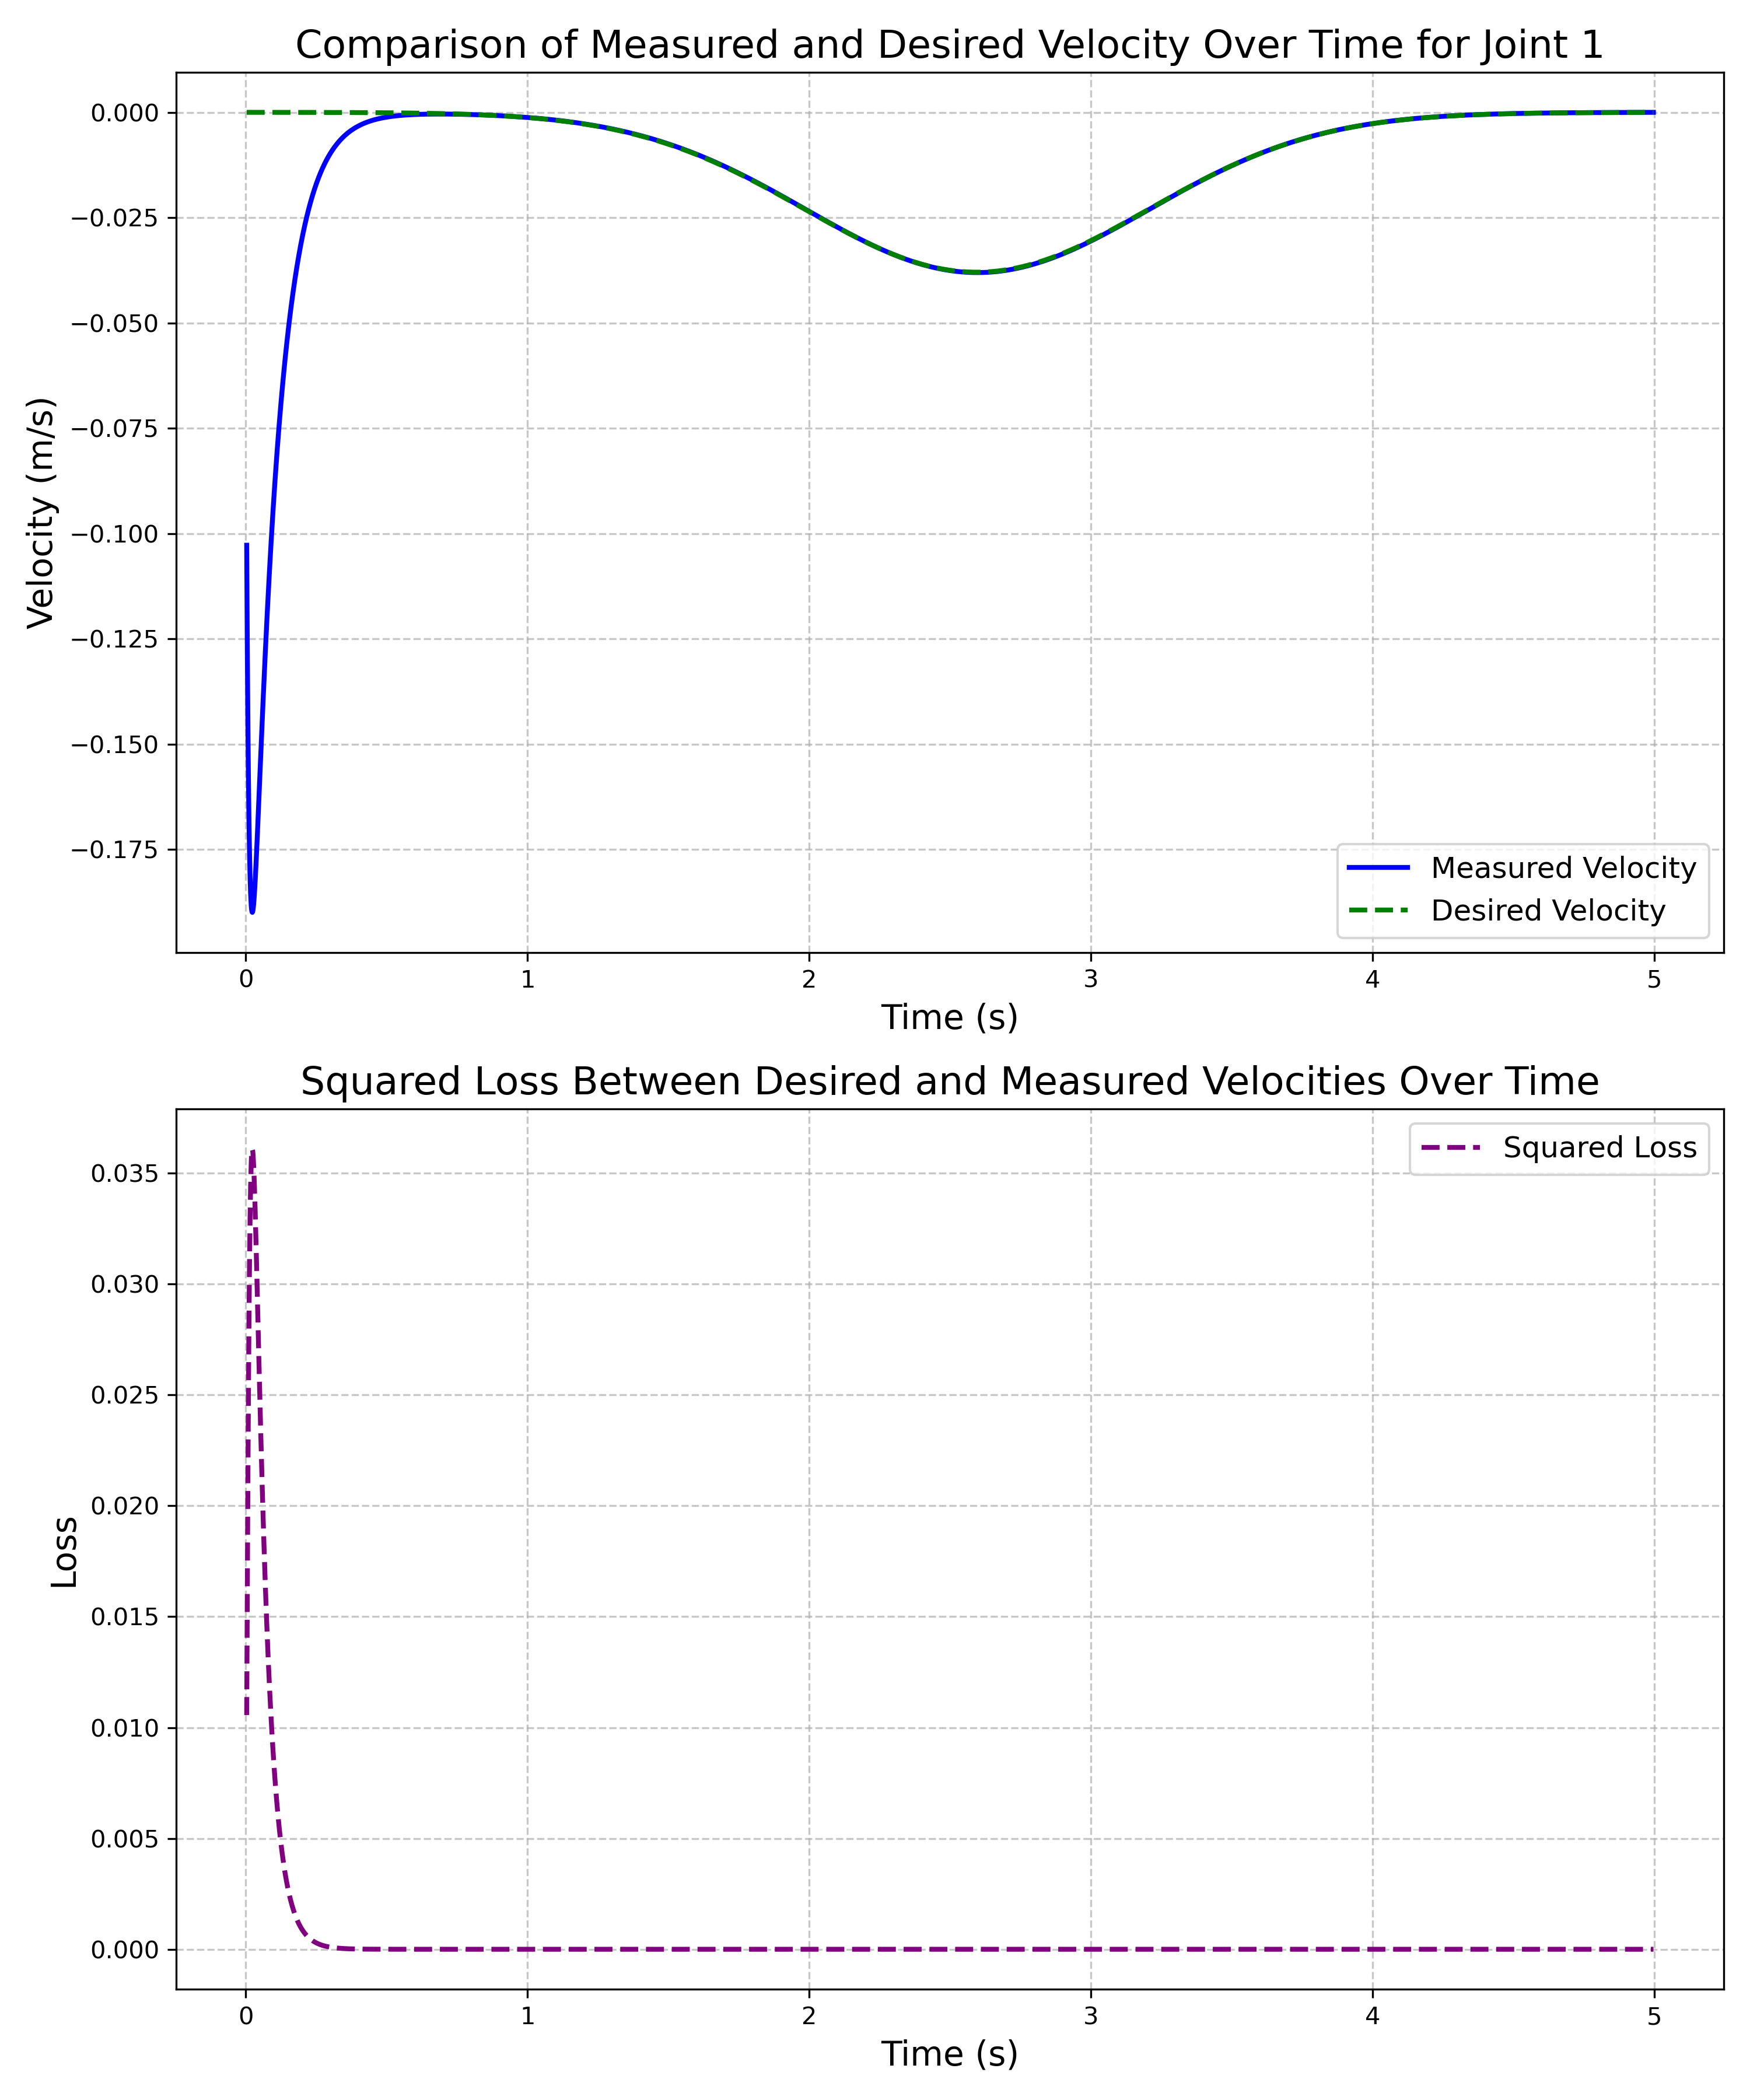 Comparison of Measured and Desired Velocity Over Time for Joint 1
0.000
−0.025
−0.050
−0.075
−0.100
−0.125
−0.150
−0.175
Velocity (m/s)
Measured Velocity
Desired Velocity
0 1 2 3 4 5
Time (s)
Squared Loss Between Desired and Measured Velocities Over Time
Squared Loss
0.035
0.030
0.025
0.020
0.015
0.010
0.005
0.000
Loss
0 1 2 3 4 5
Time (s)